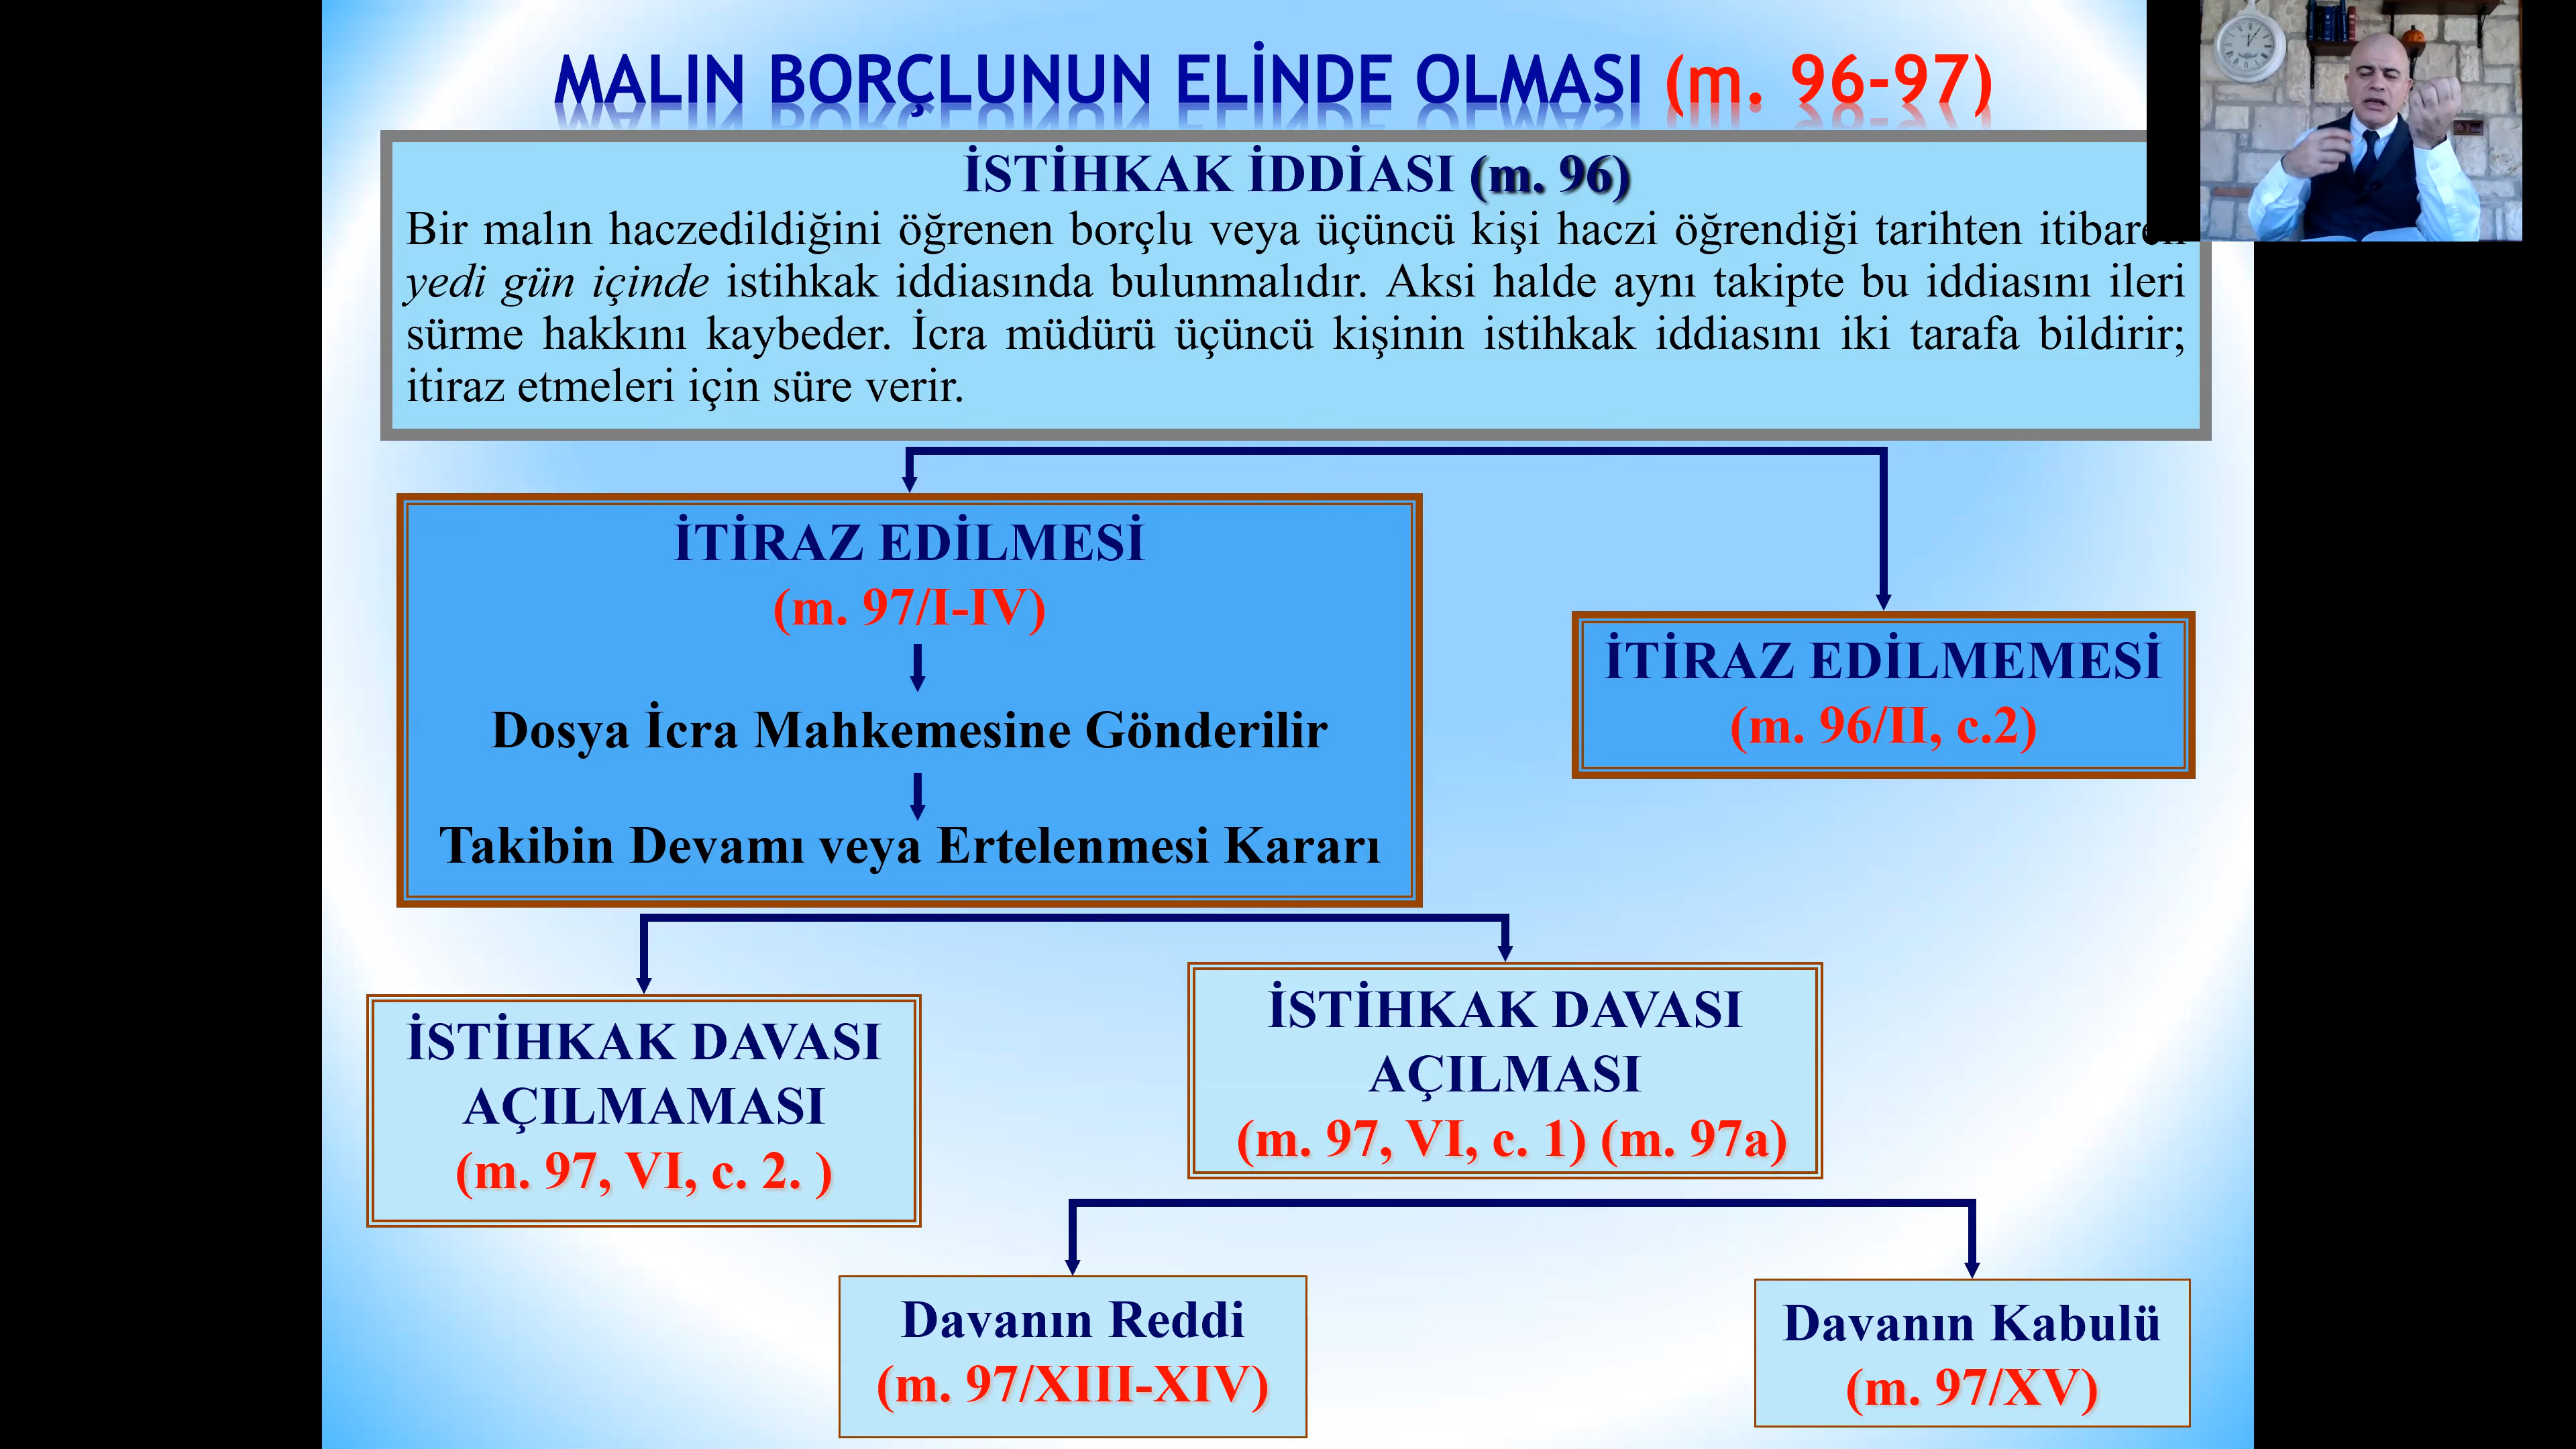 MALIN BORÇLUNUN ELİNDE OLMASI (m. 96-97)
İSTİHKAK İDDİASI (m. 96)
Bir malın haczedildiğini öğrenen borçlu veya üçüncü kişi haczi öğrendiği tarihten itibaren
yedi gün içinde istihkak iddiasında bulunmalıdır. Aksi halde aynı takipte bu iddiasını ileri
sürme hakkını kaybeder. İcra müdürü üçüncü kişinin istihkak iddiasını iki tarafa bildirir;
itiraz etmeleri için süre verir.
İTİRAZ EDİLMESİ
(m. 97/I-IV)
Dosya İcra Mahkemesine Gönderilir
Takibin Devamı veya Ertelenmesi Kararı
İTİRAZ EDİLMEMESİ
(m. 96/II, c.2)
İSTİHKAK DAVASI
AÇILMAMASI
(m. 97, VI, c. 2. )
İSTİHKAK DAVASI
AÇILMASI
(m. 97, VI, c. 1) (m. 97a)
Davanın Reddi
(m. 97/XIII-XIV)
Davanın Kabulü
(m. 97/XV)